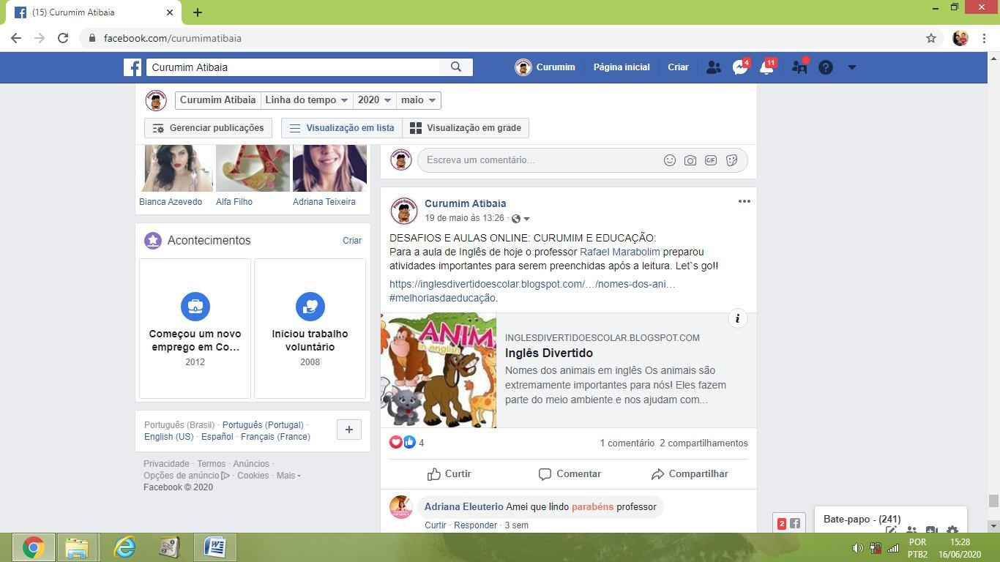 (15) Curumim Atibaia
facebook.com/curumimatibaia
Curumim Atibaia
Curumim
Página inicial
Criar
4
11
Curumim Atibaia
Linha do tempo
2020
maio
Gerenciar publicações
Visualização em lista
Visualização em grade
Bianca Azevedo
Alfa Filho
Adriana Teixeira
Acontecimentos
Criar
Começou um novo
emprego em Co...
2012
Iniciou trabalho
voluntário
2008
Português (Brasil) · Português (Portugal) ·
English (US) · Español · Français (France)
Privacidade · Termos · Anúncios ·
Opções de anúncio · Cookies · Mais
Facebook © 2020
Escreva um comentário...
GIF
Curumim Atibaia
19 de maio às 13:26 ·
DESAFIOS E AULAS ONLINE: CURUMIM E EDUCAÇÃO:
Para a aula de Inglês de hoje o professor Rafael Marabolim preparou
atividades importantes para serem preenchidas após a leitura. Let`s go!!
https://inglesdivertidoescolar.blogspot.com/…/nomes-dos-ani…
#melhoriasdaeducação.
ANIM
in english
INGLESDIVERTIDOESCOLAR.BLOGSPOT.COM
Inglês Divertido
Nomes dos animais em inglês Os animais são
extremamente importantes para nós! Eles fazem
parte do meio ambiente e nos ajudam com...
4
1 comentário 2 compartilhamentos
Curtir
Comentar
Compartilhar
Adriana Eleuterio Amei que lindo parabéns professor
Curtir · Responder · 3 sem
2
Bate-papo - (241)
POR
PTB2
15:28
16/06/2020